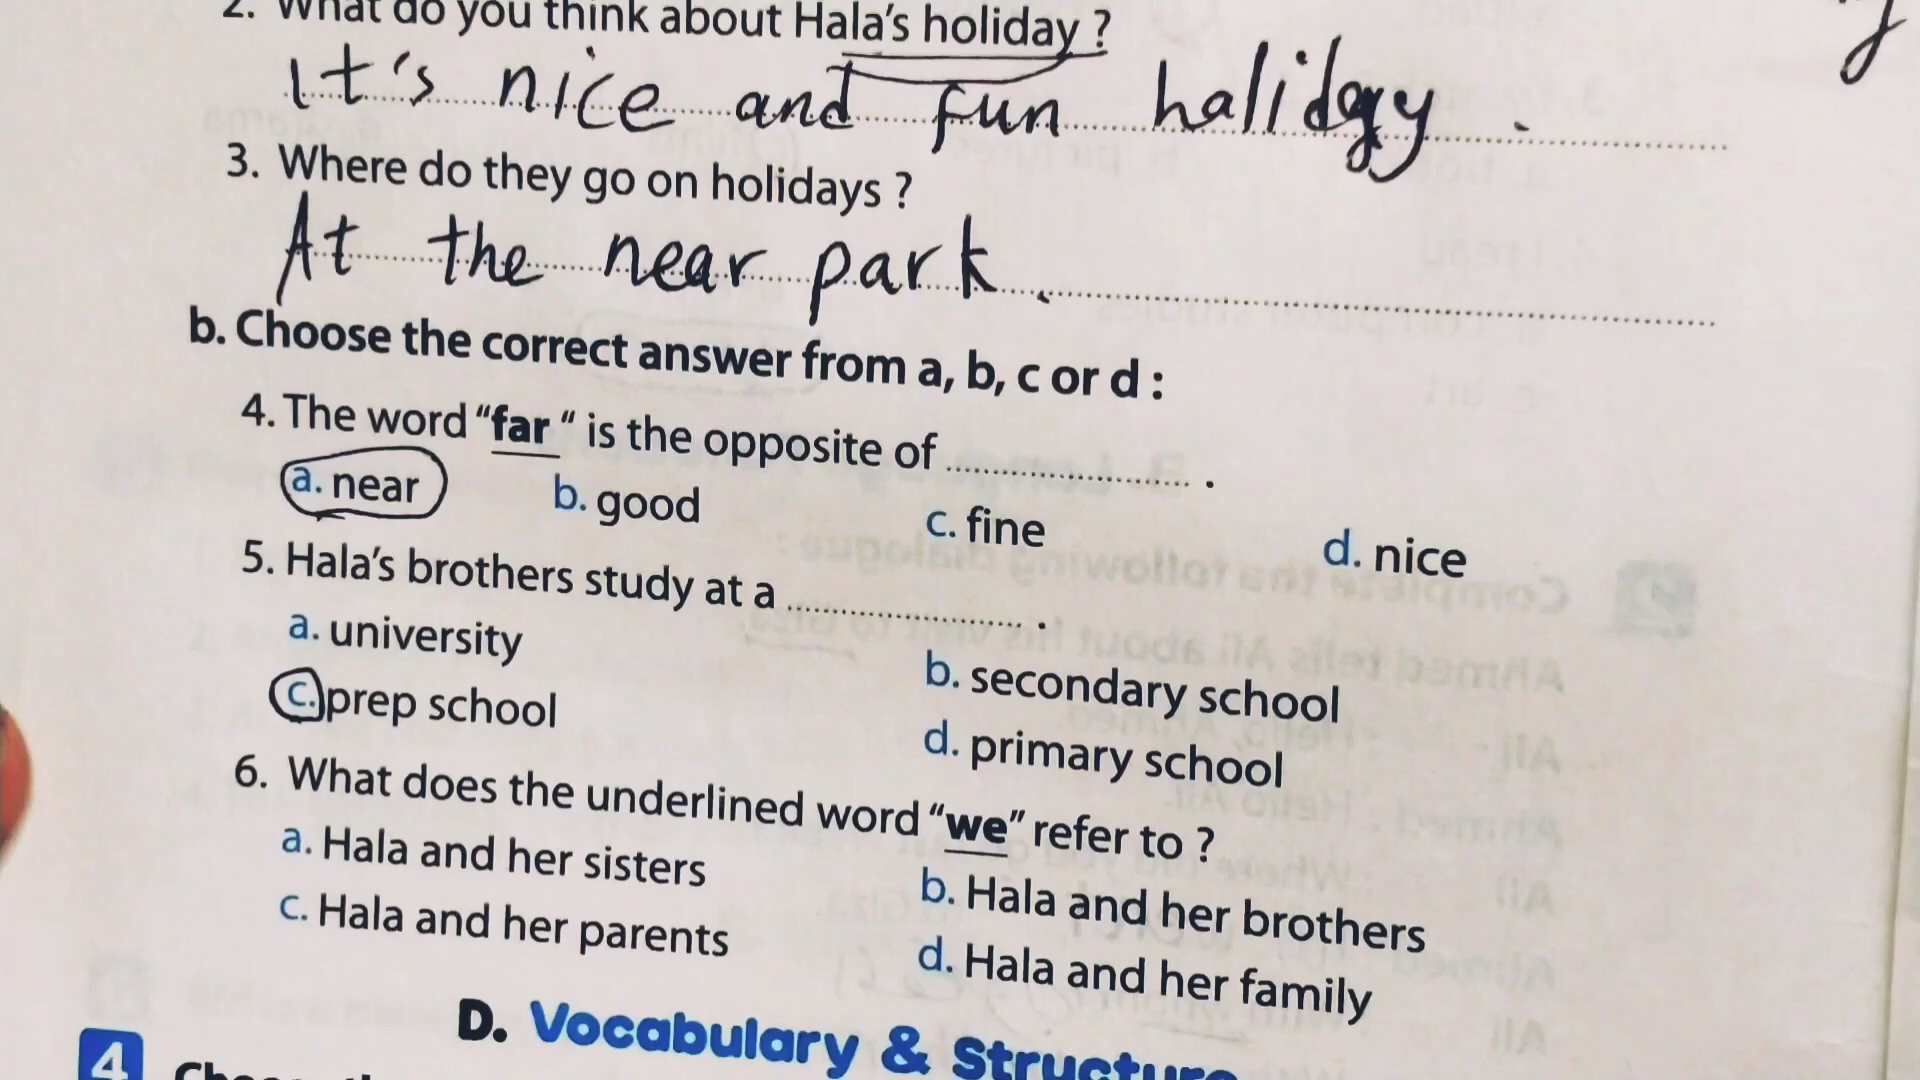 2. What do you think about Hala's holiday ?
It's nice and fun haliday .
3. Where do they go on holidays ?
At the near park.
b. Choose the correct answer from a, b, c or d :
4. The word "far" is the opposite of .................... .
a. near b. good c. fine d. nice
5. Hala's brothers study at a .................... .
a. university b. secondary school
c. prep school d. primary school
6. What does the underlined word "we" refer to ?
a. Hala and her sisters b. Hala and her brothers
c. Hala and her parents d. Hala and her family
D. Vocabulary & Structure
4